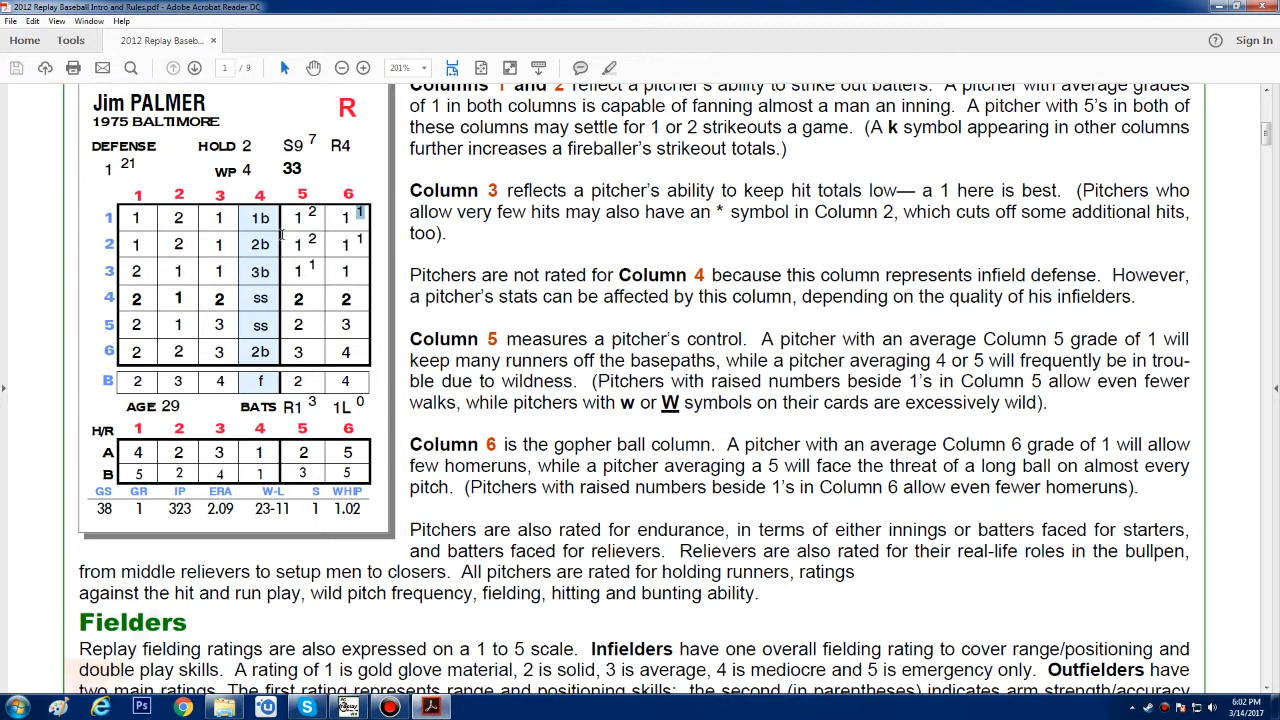 2012 Replay Baseball Intro and Rules.pdf - Adobe Acrobat Reader DC
File Edit View Window Help
Home Tools 2012 Replay Baseb... × Sign In
1 / 9 201%
Jim PALMER R
1975 BALTIMORE
DEFENSE HOLD 2 S9 7 R4
1 21 WP 4 33
1 2 3 4 5 6
1 1 2 1 1b 1 2 1 1
2 1 2 1 2b 1 2 1 1
3 2 1 1 3b 1 1 1
4 2 1 2 ss 2 2
5 2 1 3 ss 2 3
6 2 2 3 2b 3 4
B 2 3 4 f 2 4
AGE 29 BATS R1 3 1L 0
H/R 1 2 3 4 5 6
A 4 2 3 1 2 5
B 5 2 4 1 3 5
GS GR IP ERA W-L S WHIP
38 1 323 2.09 23-11 1 1.02
Columns 1 and 2 reflect a pitcher's ability to strike out batters. A pitcher with average grades
of 1 in both columns is capable of fanning almost a man an inning. A pitcher with 5's in both of
these columns may settle for 1 or 2 strikeouts a game. (A k symbol appearing in other columns
further increases a fireballer's strikeout totals.)
Column 3 reflects a pitcher's ability to keep hit totals low— a 1 here is best. (Pitchers who
allow very few hits may also have an * symbol in Column 2, which cuts off some additional hits,
too).
Pitchers are not rated for Column 4 because this column represents infield defense. However,
a pitcher's stats can be affected by this column, depending on the quality of his infielders.
Column 5 measures a pitcher's control. A pitcher with an average Column 5 grade of 1 will
keep many runners off the basepaths, while a pitcher averaging 4 or 5 will frequently be in trou-
ble due to wildness. (Pitchers with raised numbers beside 1's in Column 5 allow even fewer
walks, while pitchers with w or W symbols on their cards are excessively wild).
Column 6 is the gopher ball column. A pitcher with an average Column 6 grade of 1 will allow
few homeruns, while a pitcher averaging a 5 will face the threat of a long ball on almost every
pitch. (Pitchers with raised numbers beside 1's in Column 6 allow even fewer homeruns).
Pitchers are also rated for endurance, in terms of either innings or batters faced for starters,
and batters faced for relievers. Relievers are also rated for their real-life roles in the bullpen,
from middle relievers to setup men to closers. All pitchers are rated for holding runners, ratings
against the hit and run play, wild pitch frequency, fielding, hitting and bunting ability.
Fielders
Replay fielding ratings are also expressed on a 1 to 5 scale. Infielders have one overall fielding rating to cover range/positioning and
double play skills. A rating of 1 is gold glove material, 2 is solid, 3 is average, 4 is mediocre and 5 is emergency only. Outfielders have
two main ratings. The first rating represents range and positioning skills; the second (in parentheses) indicates arm strength/accuracy
6:02 PM
3/14/2017